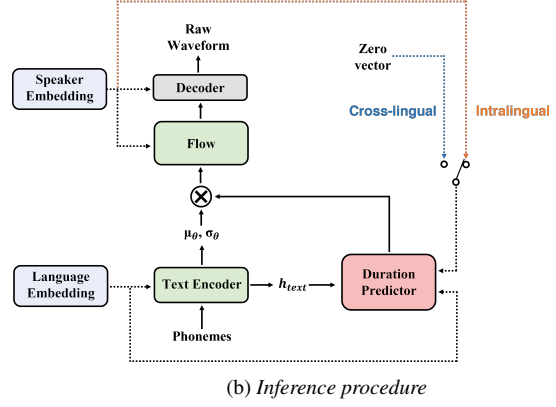 Raw
Waveform
Zero
vector
Speaker
Embedding
Decoder
Cross-lingual
Intralingual
Flow
μθ, σθ
Language
Embedding
Text Encoder
h_text
Duration
Predictor
Phonemes
(b) Inference procedure